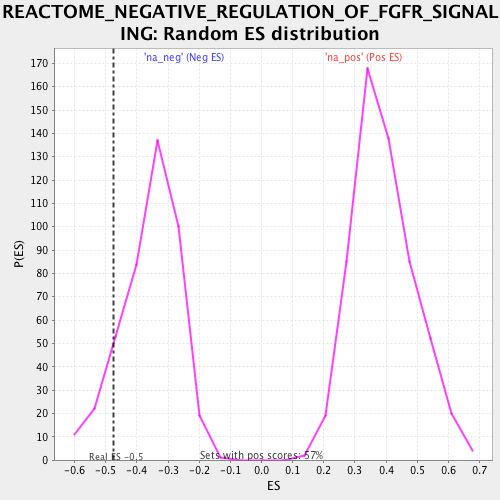 REACTOME_NEGATIVE_REGULATION_OF_FGFR_SIGNAL
ING: Random ES distribution
'na_neg' (Neg ES)
'na_pos' (Pos ES)
170
160
150
140
130
120
110
100
90
80
70
60
50
40
30
20
10
0
P(ES)
Real ES -0.5
Sets with pos scores: 57%
-0.6 -0.5 -0.4 -0.3 -0.2 -0.1 0.0 0.1 0.2 0.3 0.4 0.5 0.6 0.7
ES